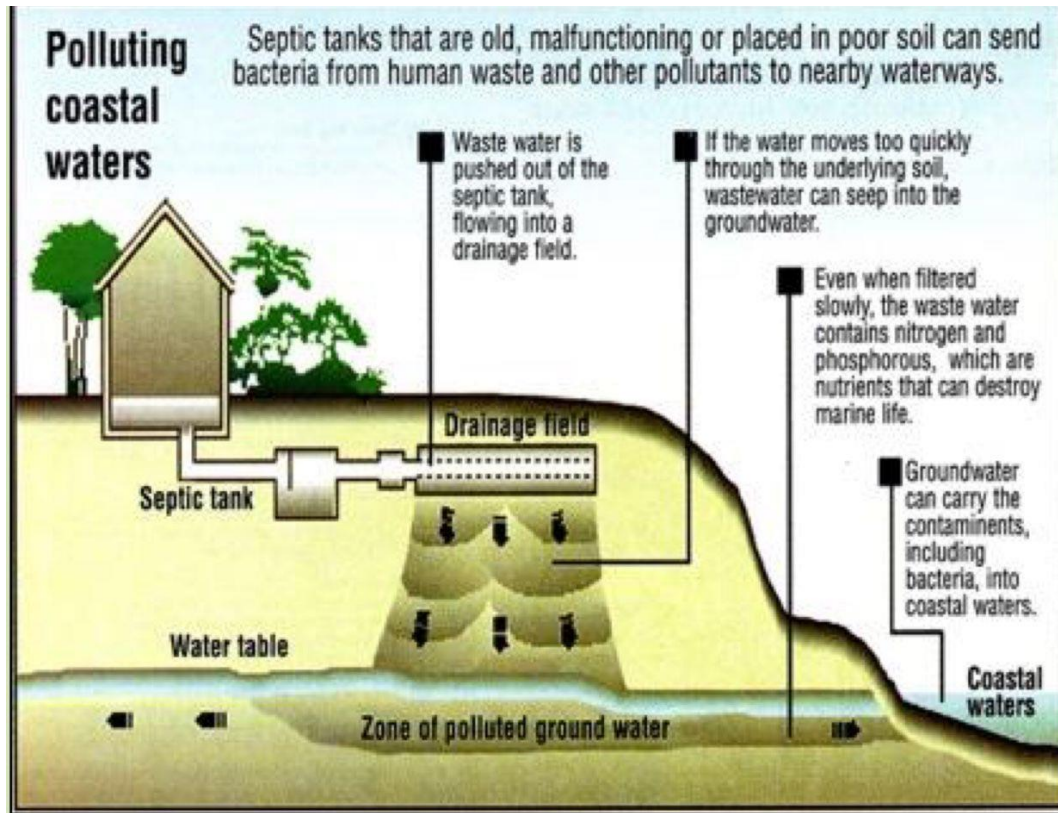 Polluting
coastal
waters
Septic tanks that are old, malfunctioning or placed in poor soil can send
bacteria from human waste and other pollutants to nearby waterways.
Waste water is
pushed out of the
septic tank,
flowing into a
drainage field.
If the water moves too quickly
through the underlying soil,
wastewater can seep into the
groundwater.
Even when filtered
slowly, the waste water
contains nitrogen and
phosphorous, which are
nutrients that can destroy
marine life.
Groundwater
can carry the
contaminents,
including
bacteria, into
coastal waters.
Drainage field
Septic tank
Water table
Coastal
waters
Zone of polluted ground water